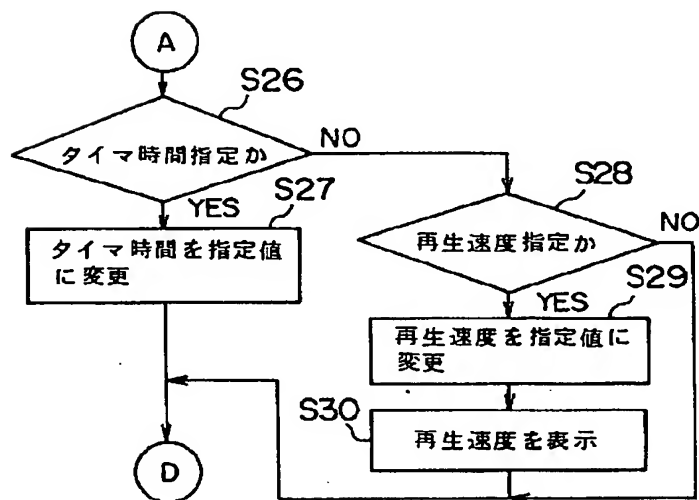 A
S26
タイマ時間指定か
NO
YES
S27
タイマ時間を指定値
に変更
S28
再生速度指定か
NO
YES
S29
再生速度を指定値に
変更
S30
再生速度を表示
D